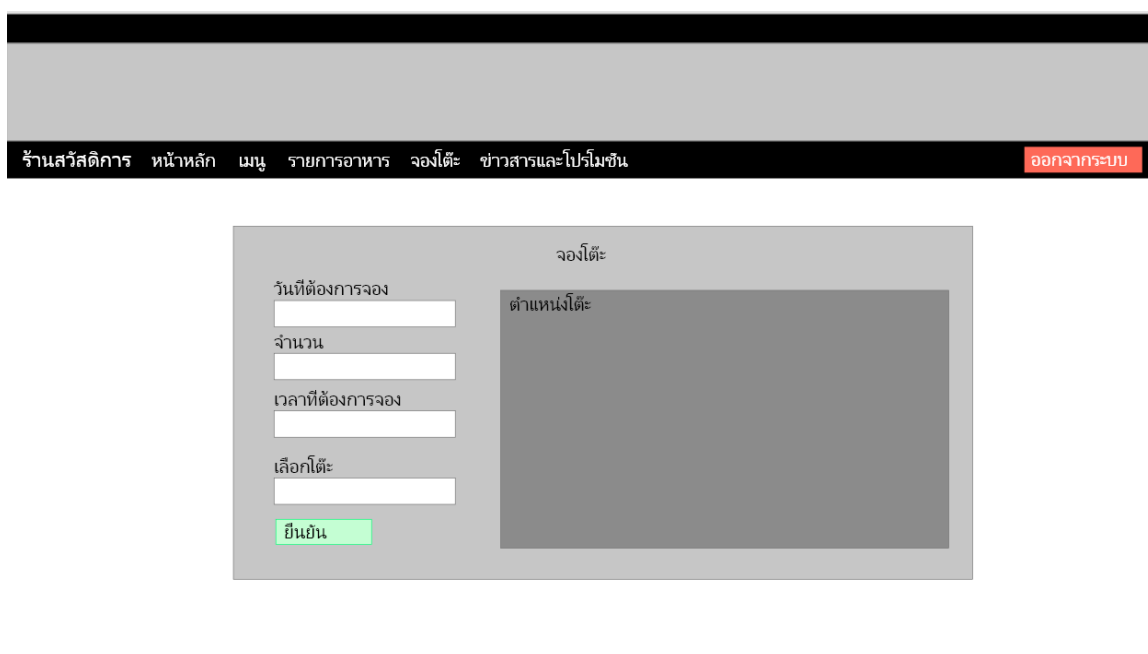 ร้านสวัสดิการ หน้าหลัก เมนู รายการอาหาร จองโต๊ะ ข่าวสารและโปรโมชัน ออกจากระบบ
จองโต๊ะ
วันที่ต้องการจอง
ตำแหน่งโต๊ะ
จำนวน
เวลาที่ต้องการจอง
เลือกโต๊ะ
ยืนยัน